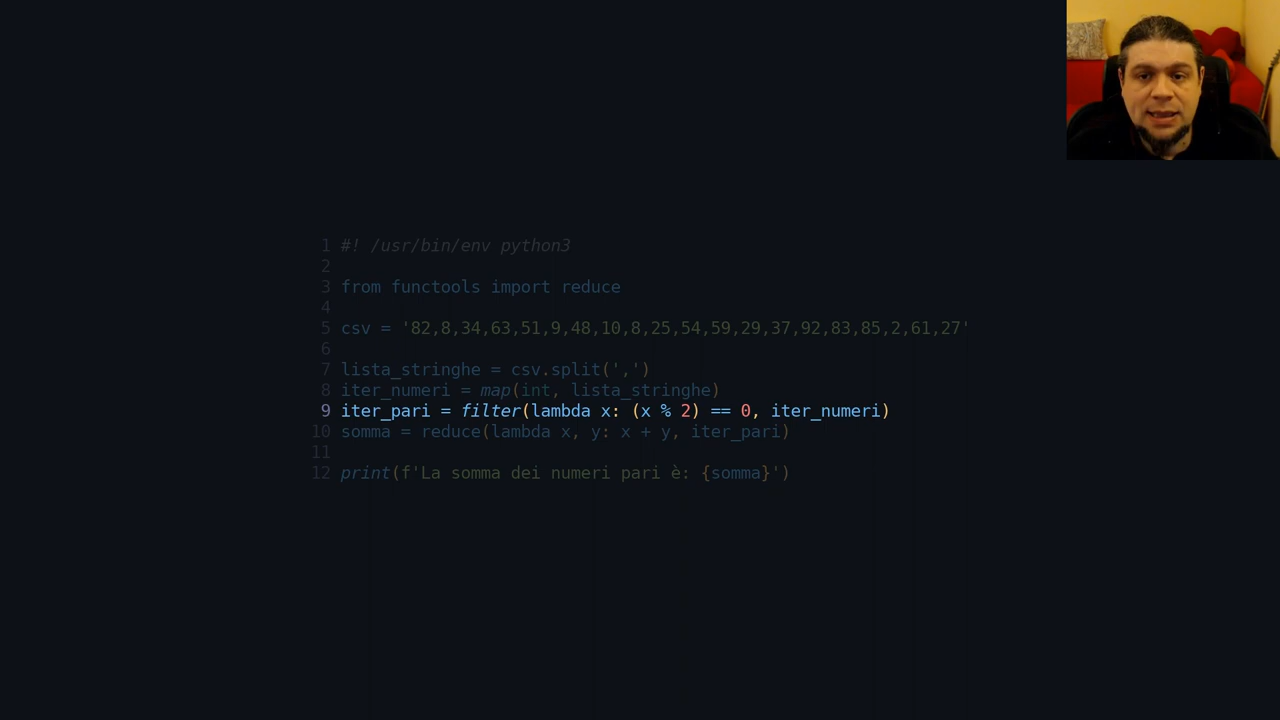 1 #! /usr/bin/env python3
2
3 from functools import reduce
4
5 csv = '82,8,34,63,51,9,48,10,8,25,54,59,29,37,92,83,85,2,61,27'
6
7 lista_stringhe = csv.split(',')
8 iter_numeri = map(int, lista_stringhe)
9 iter_pari = filter(lambda x: (x % 2) == 0, iter_numeri)
10 somma = reduce(lambda x, y: x + y, iter_pari)
11
12 print(f'La somma dei numeri pari è: {somma}')